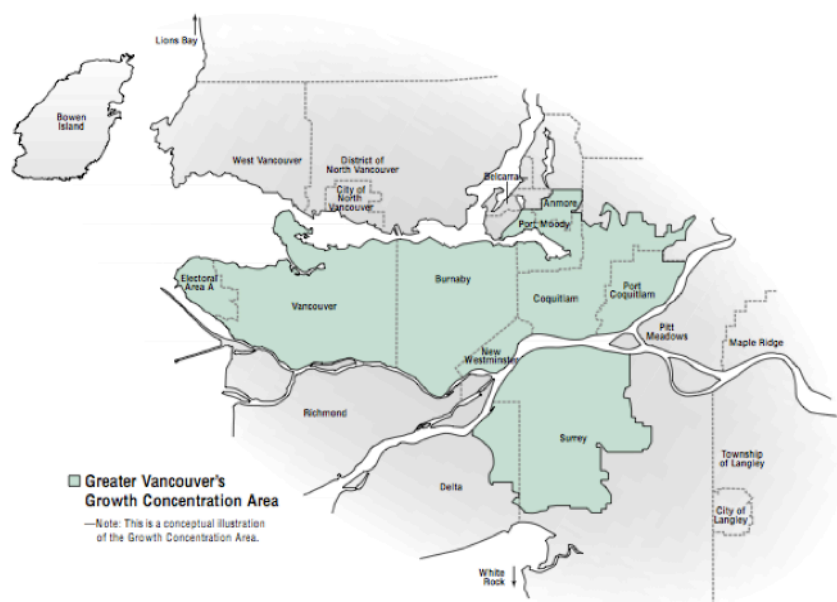 Lions Bay
Bowen
Island
West Vancouver
District of
North Vancouver
City of
North
Vancouver
Belcarra
Anmore
Port Moody
Electoral
Area A
Vancouver
Burnaby
Coquitlam
Port
Coquitlam
New
Westminster
Pitt
Meadows
Maple Ridge
Richmond
Surrey
Delta
Township
of Langley
City of
Langley
White
Rock
Greater Vancouver's
Growth Concentration Area
—Note: This is a conceptual illustration
of the Growth Concentration Area.